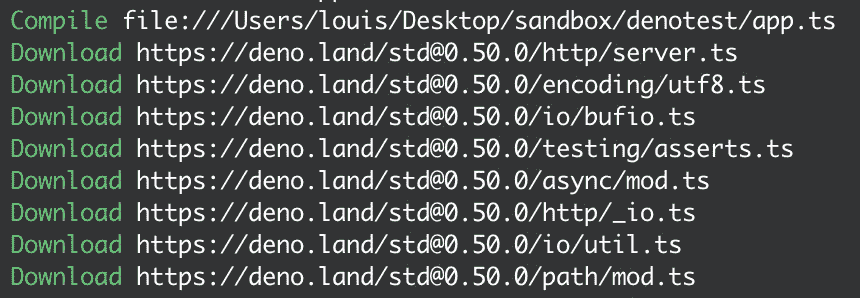 Compile file:///Users/louis/Desktop/sandbox/denotest/app.ts
Download https://deno.land/std@0.50.0/http/server.ts
Download https://deno.land/std@0.50.0/encoding/utf8.ts
Download https://deno.land/std@0.50.0/io/bufio.ts
Download https://deno.land/std@0.50.0/testing/asserts.ts
Download https://deno.land/std@0.50.0/async/mod.ts
Download https://deno.land/std@0.50.0/http/_io.ts
Download https://deno.land/std@0.50.0/io/util.ts
Download https://deno.land/std@0.50.0/path/mod.ts